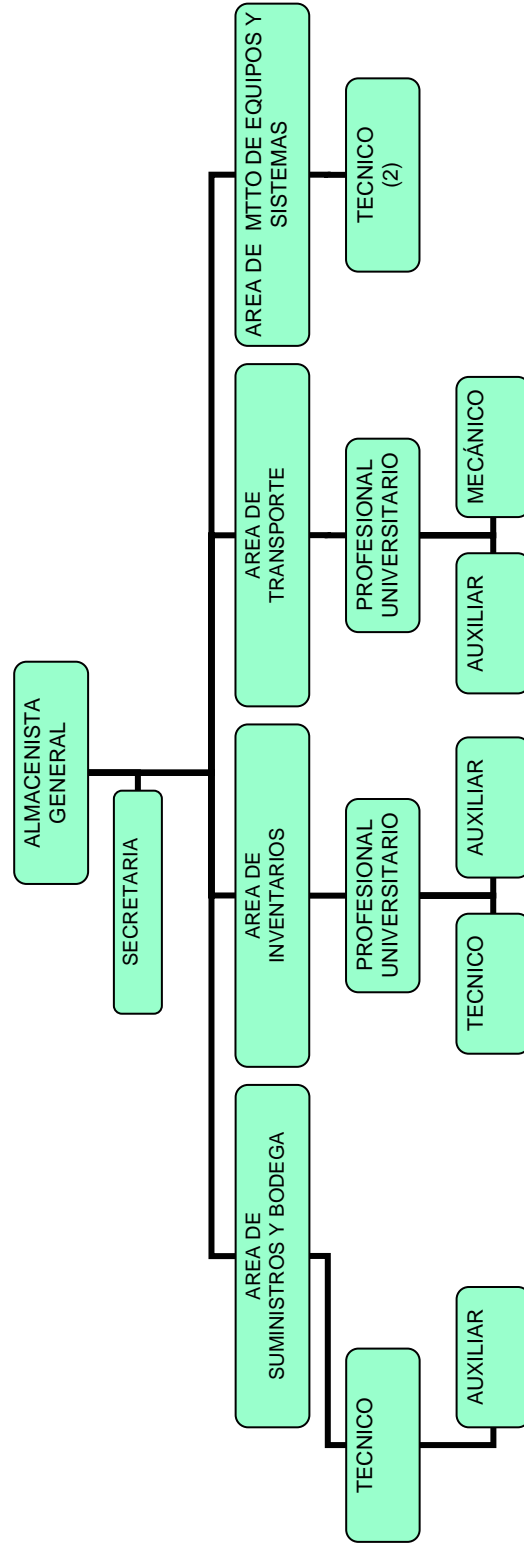 ALMACENISTA
GENERAL
SECRETARIA
AREA DE
SUMINISTROS Y BODEGA
AREA DE
INVENTARIOS
AREA DE
TRANSPORTE
AREA DE MTTO DE EQUIPOS Y
SISTEMAS
TECNICO
PROFESIONAL
UNIVERSITARIO
PROFESIONAL
UNIVERSITARIO
TECNICO
(2)
AUXILIAR
TECNICO
AUXILIAR
AUXILIAR
MECÁNICO